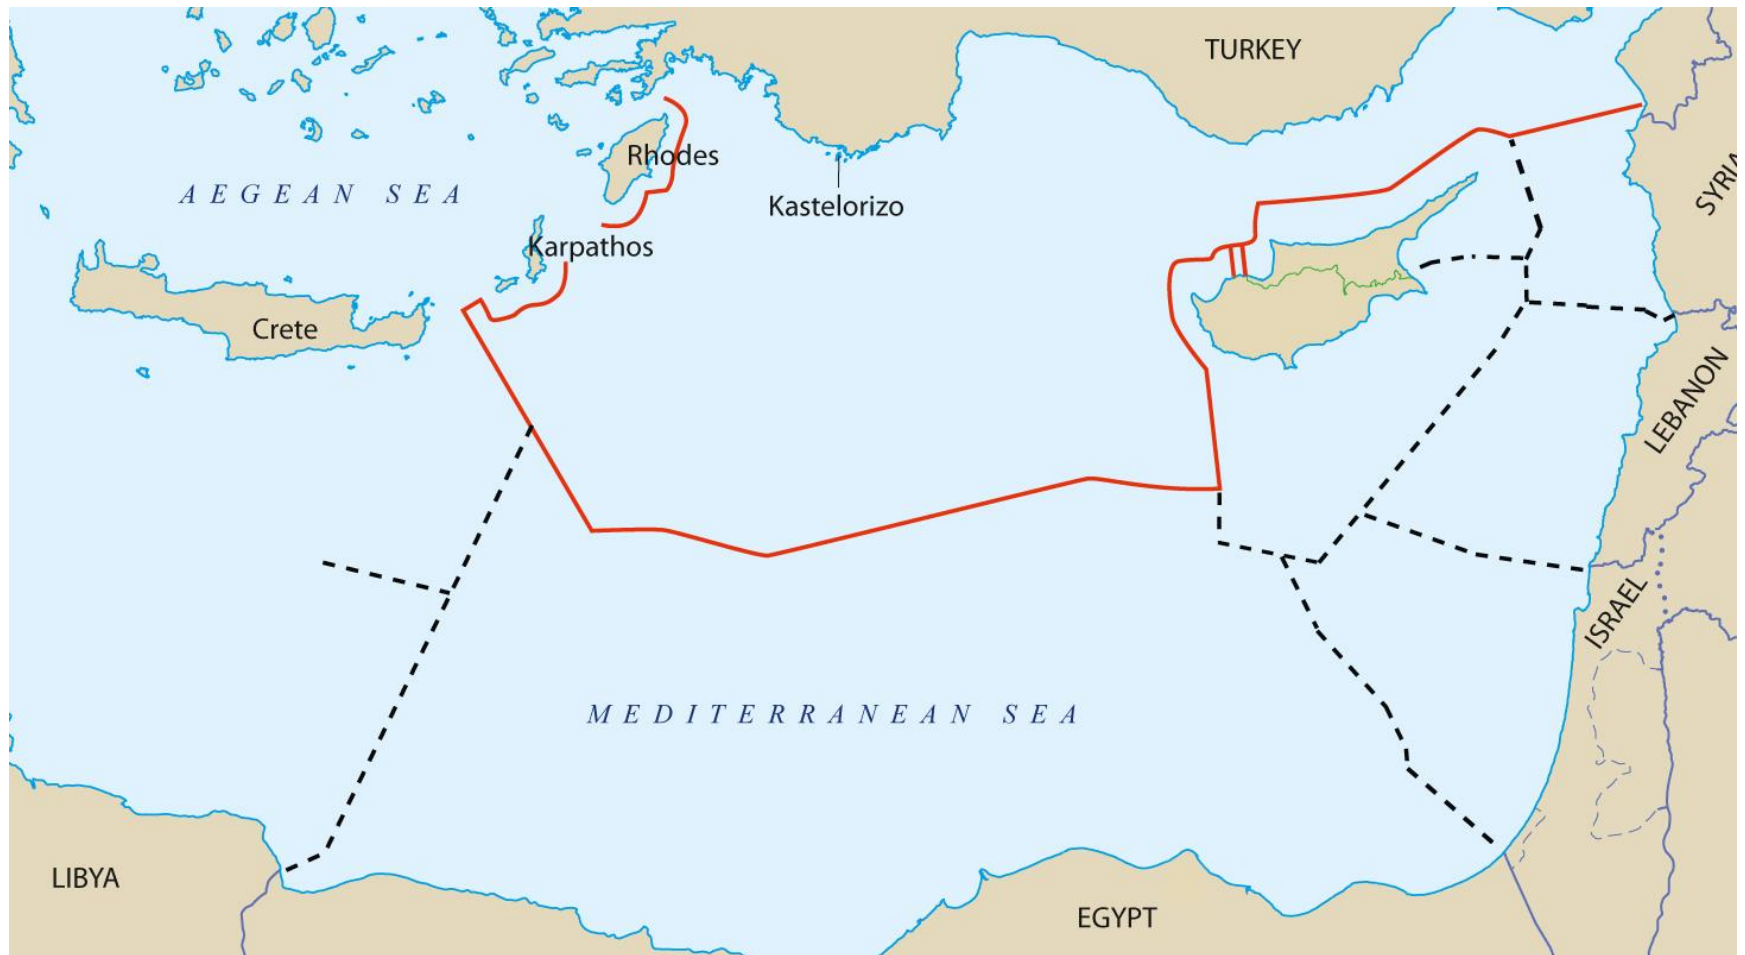 TURKEY
Rhodes
AEGEAN SEA
Kastelorizo
SYRIA
Karpathos
Crete
LEBANON
ISRAEL
MEDITERRANEAN SEA
LIBYA
EGYPT